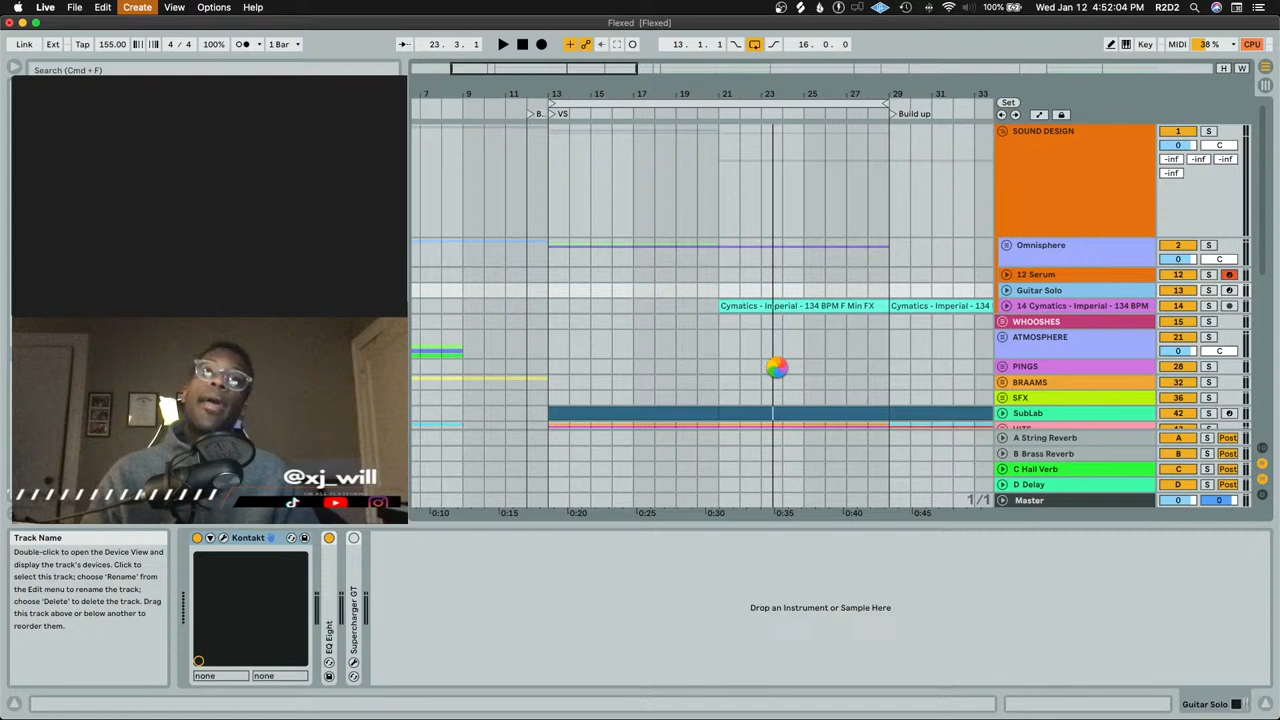 Live File Edit Create View Options Help
100% Wed Jan 12 4:52:04 PM R2D2
Flexed [Flexed]
Link Ext Tap 155.00 4 / 4 100% 1 Bar 23. 3. 1 13. 1. 1 16. 0. 0 Key MIDI 38 % CPU
Search (Cmd + F)
H W
7 9 11 13 15 17 19 21 23 25 27 29 31 33
Set
B.. VS Build up
SOUND DESIGN 1 S
0 C
-inf -inf -inf
-inf
Omnisphere 2 S
0 C
12 Serum 12 S
Guitar Solo 13 S
Cymatics - Imperial - 134 BPM F Min FX Cymatics - Imperial - 134 14 Cymatics - Imperial - 134 BPM 14 S
WHOOSHES 15 S
ATMOSPHERE 21 S
0 C
PINGS 28 S
BRAAMS 32 S
SFX 36 S
SubLab 42 S
A String Reverb A S Post
B Brass Reverb B S Post
C Hall Verb C S Post
D Delay D S Post
1/1 Master 0 0
0:10 0:15 0:20 0:25 0:30 0:35 0:40 0:45
@xj_will
ON ALL PLATFORMS
Track Name
Double-click to open the Device View and
display the track's devices. Click to
select this track; choose 'Rename' from
the Edit menu to rename the track;
choose 'Delete' to delete the track. Drag
this track above or below another to
reorder them.
Kontakt
none none
EQ Eight
Supercharger GT
Drop an Instrument or Sample Here
Guitar Solo